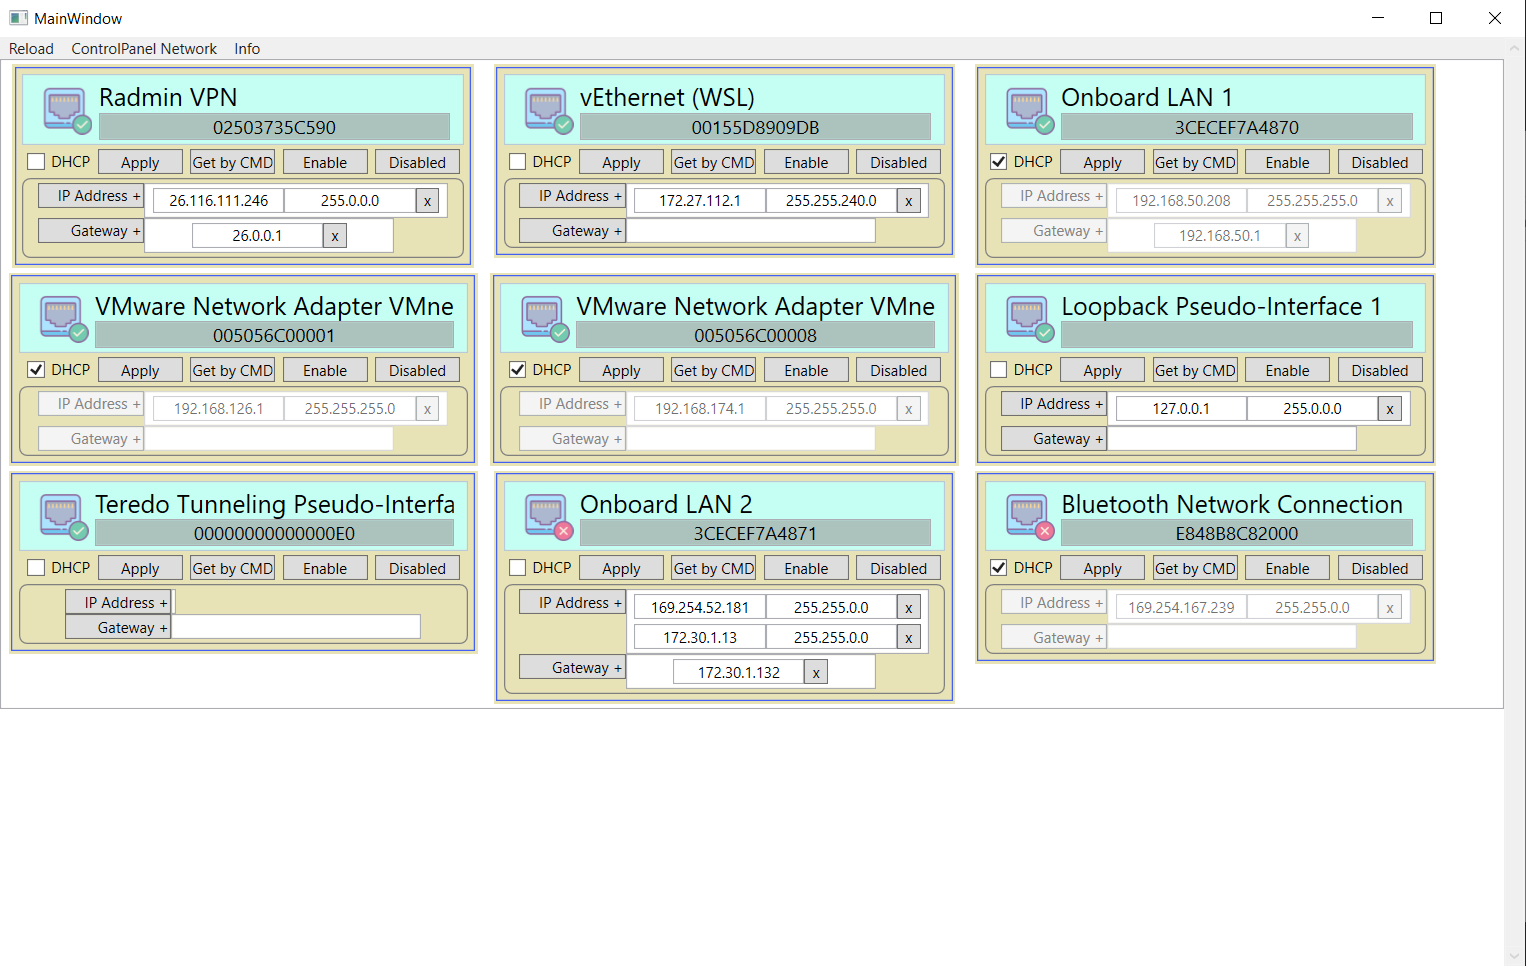 MainWindow
Reload ControlPanel Network Info
Radmin VPN
02503735C590
DHCP Apply Get by CMD Enable Disabled
IP Address + 26.116.111.246 255.0.0.0 x
Gateway + 26.0.0.1 x
vEthernet (WSL)
00155D8909DB
DHCP Apply Get by CMD Enable Disabled
IP Address + 172.27.112.1 255.255.240.0 x
Gateway +
Onboard LAN 1
3CECEF7A4870
DHCP Apply Get by CMD Enable Disabled
IP Address + 192.168.50.208 255.255.255.0 x
Gateway + 192.168.50.1 x
VMware Network Adapter VMne
005056C00001
DHCP Apply Get by CMD Enable Disabled
IP Address + 192.168.126.1 255.255.255.0 x
Gateway +
VMware Network Adapter VMne
005056C00008
DHCP Apply Get by CMD Enable Disabled
IP Address + 192.168.174.1 255.255.255.0 x
Gateway +
Loopback Pseudo-Interface 1
DHCP Apply Get by CMD Enable Disabled
IP Address + 127.0.0.1 255.0.0.0 x
Gateway +
Teredo Tunneling Pseudo-Interfa
00000000000000E0
DHCP Apply Get by CMD Enable Disabled
IP Address +
Gateway +
Onboard LAN 2
3CECEF7A4871
DHCP Apply Get by CMD Enable Disabled
IP Address + 169.254.52.181 255.255.0.0 x
172.30.1.13 255.255.0.0 x
Gateway + 172.30.1.132 x
Bluetooth Network Connection
E848B8C82000
DHCP Apply Get by CMD Enable Disabled
IP Address + 169.254.167.239 255.255.0.0 x
Gateway +